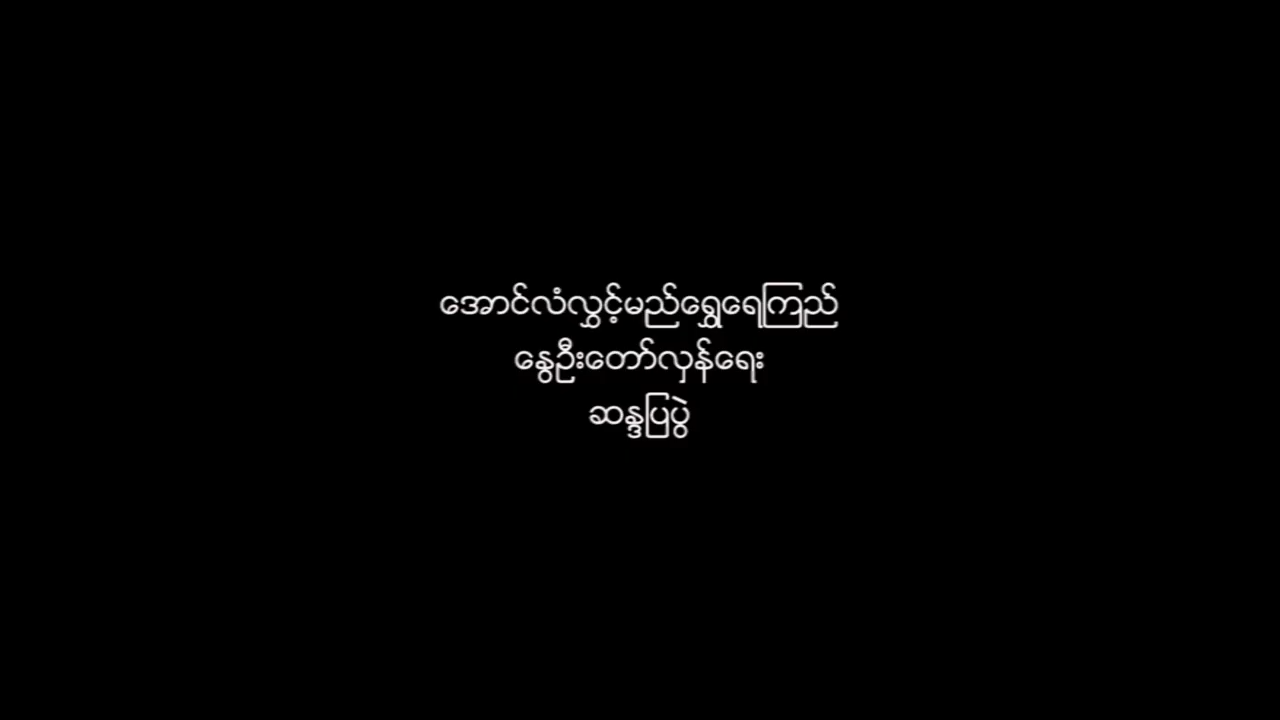 အောင်လံလွှင့်မည်ရွှေရေကြည်
နွေဦးတော်လှန်ရေး
ဆန္ဒပြပွဲ